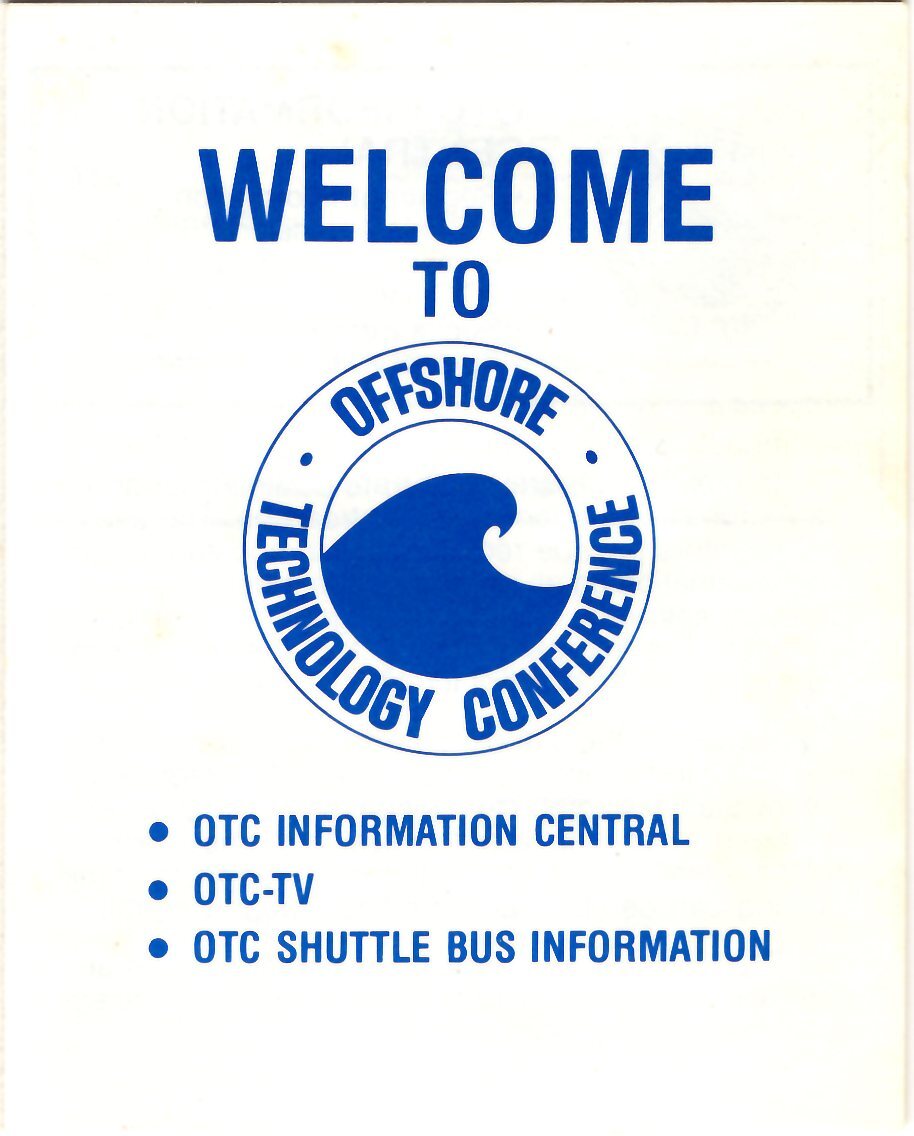 WELCOME
TO
• OFFSHORE •
TECHNOLOGY CONFERENCE
• OTC INFORMATION CENTRAL
• OTC-TV
• OTC SHUTTLE BUS INFORMATION